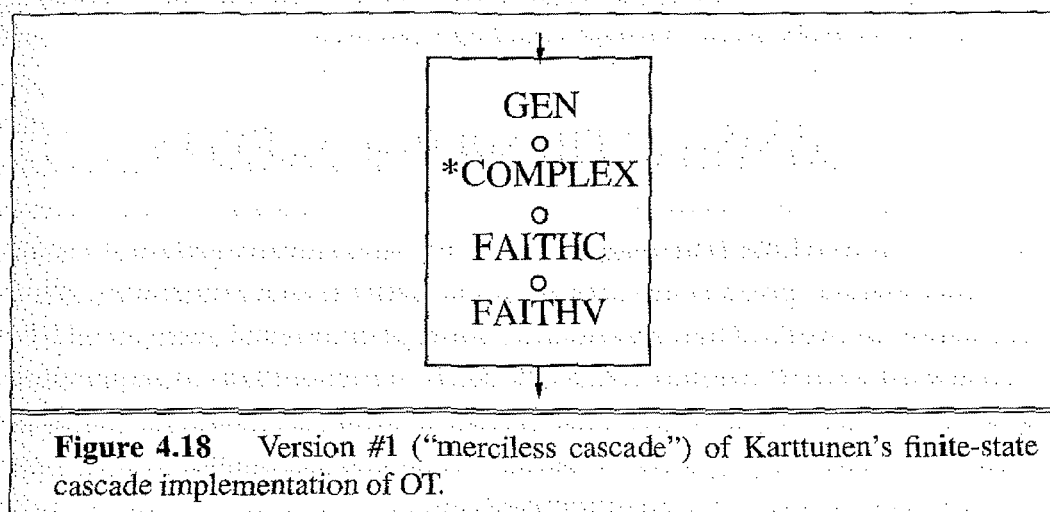 GEN
o
*COMPLEX
o
FAITHC
o
FAITHV
Figure 4.18 Version #1 ("merciless cascade") of Karttunen's finite-state
cascade implementation of OT.